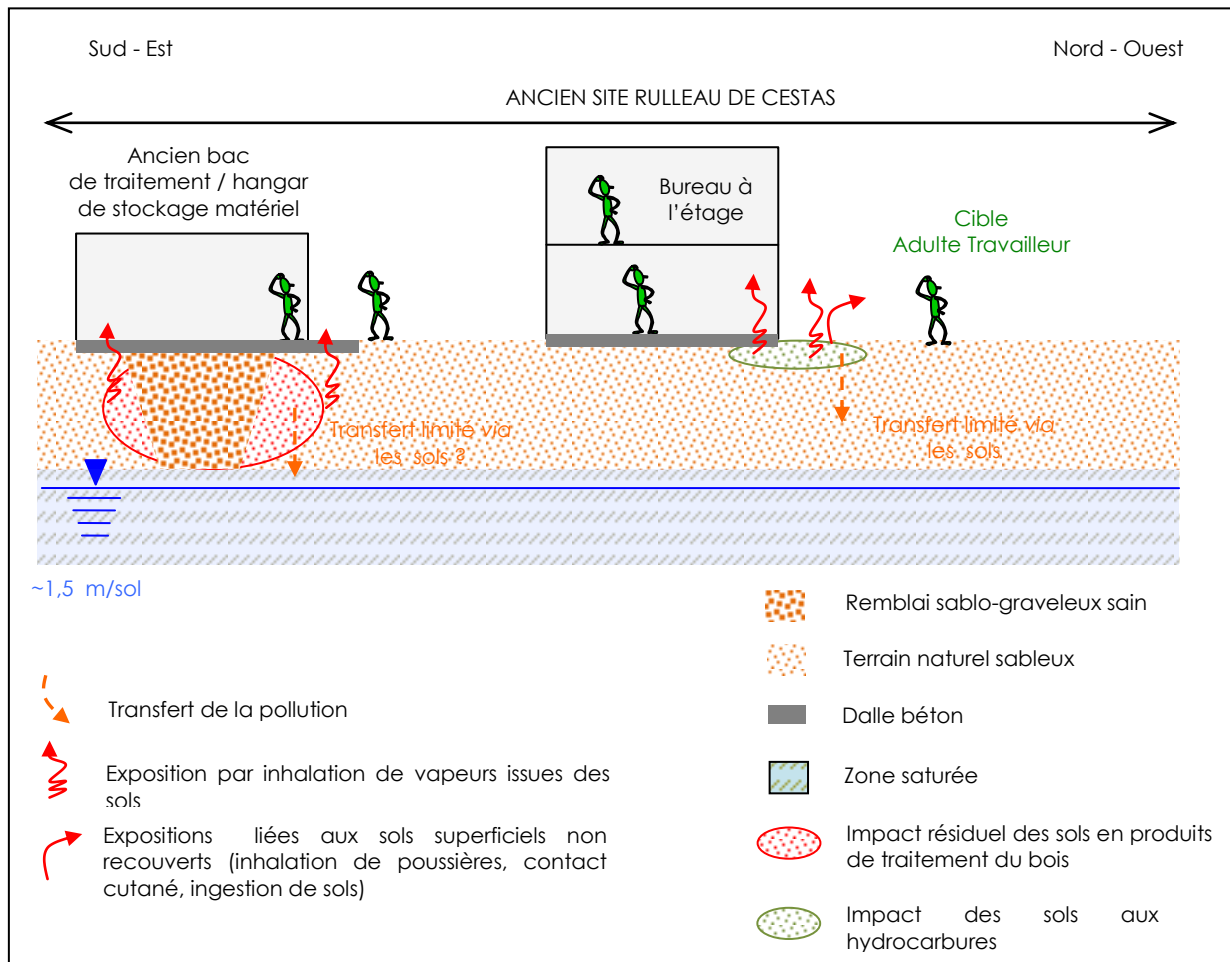 Sud - Est
Nord - Ouest
ANCIEN SITE RULLEAU DE CESTAS
Ancien bac
de traitement / hangar
de stockage matériel
Bureau à
l'étage
Cible
Adulte Travailleur
Transfert limité via
les sols ?
Transfert limité via
les sols
~1,5 m/sol
Transfert de la pollution
Exposition par inhalation de vapeurs issues des
sols
Expositions liées aux sols superficiels non
recouverts (inhalation de poussières, contact
cutané, ingestion de sols)
Remblai sablo-graveleux sain
Terrain naturel sableux
Dalle béton
Zone saturée
Impact résiduel des sols en produits
de traitement du bois
Impact des sols aux
hydrocarbures